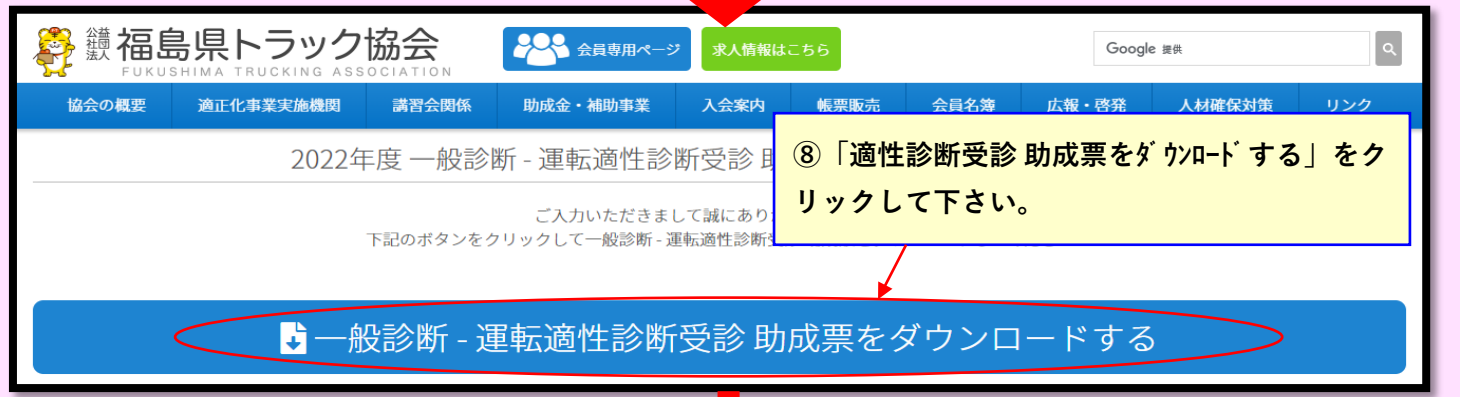 公益社団法人 福島県トラック協会
FUKUSHIMA TRUCKING ASSOCIATION
会員専用ページ
求人情報はこちら
Google 提供
協会の概要 適正化事業実施機関 講習会関係 助成金・補助事業 入会案内 帳票販売 会員名簿 広報・啓発 人材確保対策 リンク
2022年度 一般診断 - 運転適性診断受診
⑧「適性診断受診 助成票をダウンロードする」をク
リックして下さい。
ご入力いただきまして誠にあり
下記のボタンをクリックして一般診断 - 運転適性診断
一般診断 - 運転適性診断受診 助成票をダウンロードする